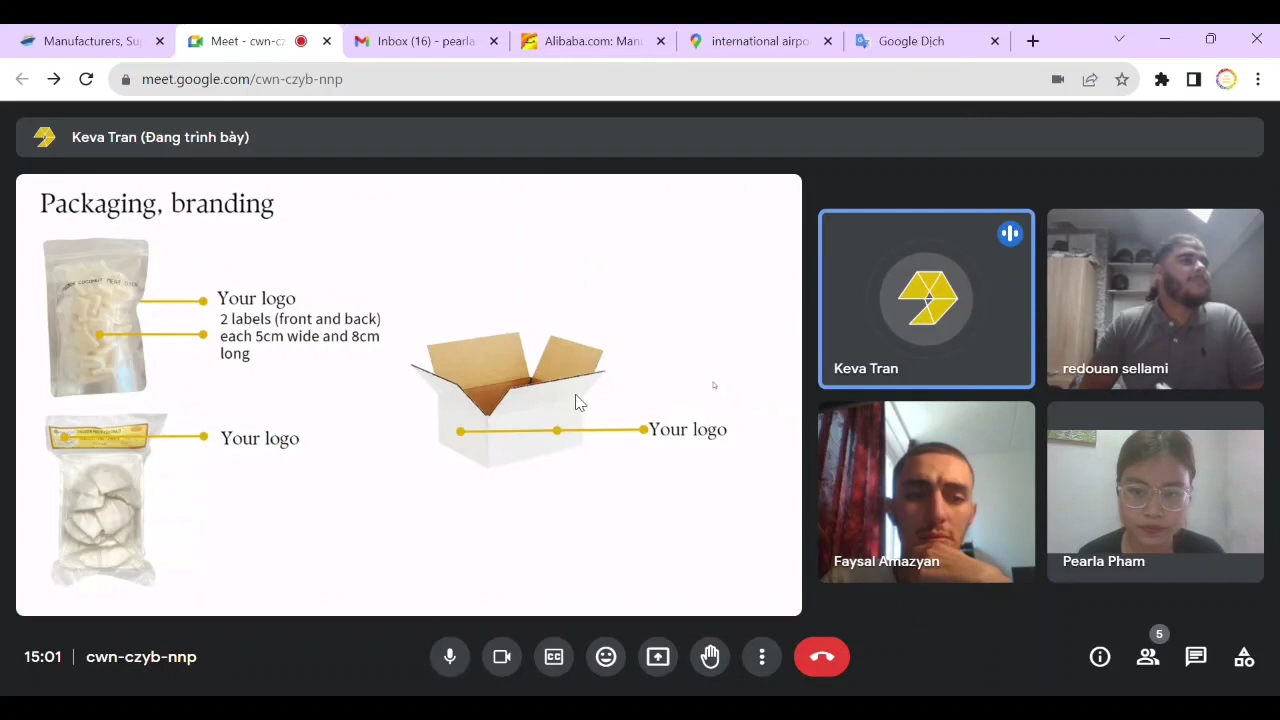 Manufacturers, Su
Meet - cwn-cz
Inbox (16) - pearla
Alibaba.com: Man
international airpo
Google Dịch
meet.google.com/cwn-czyb-nnp
Keva Tran (Đang trình bày)
Packaging, branding
Your logo
2 labels (front and back)
each 5cm wide and 8cm
long
Your logo
Your logo
Keva Tran
redouan sellami
Faysal Amazyan
Pearla Pham
15:01
cwn-czyb-nnp
5